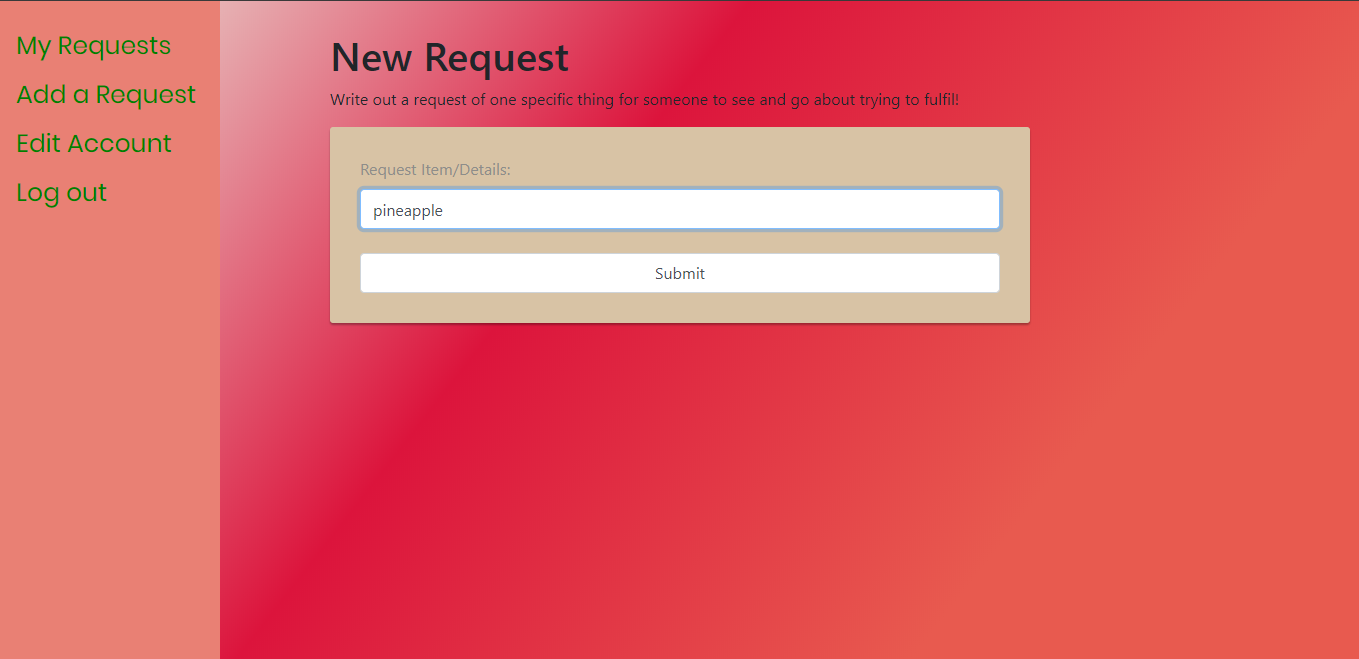 My Requests
Add a Request
Edit Account
Log out
New Request
Write out a request of one specific thing for someone to see and go about trying to fulfil!
Request Item/Details:
pineapple
Submit